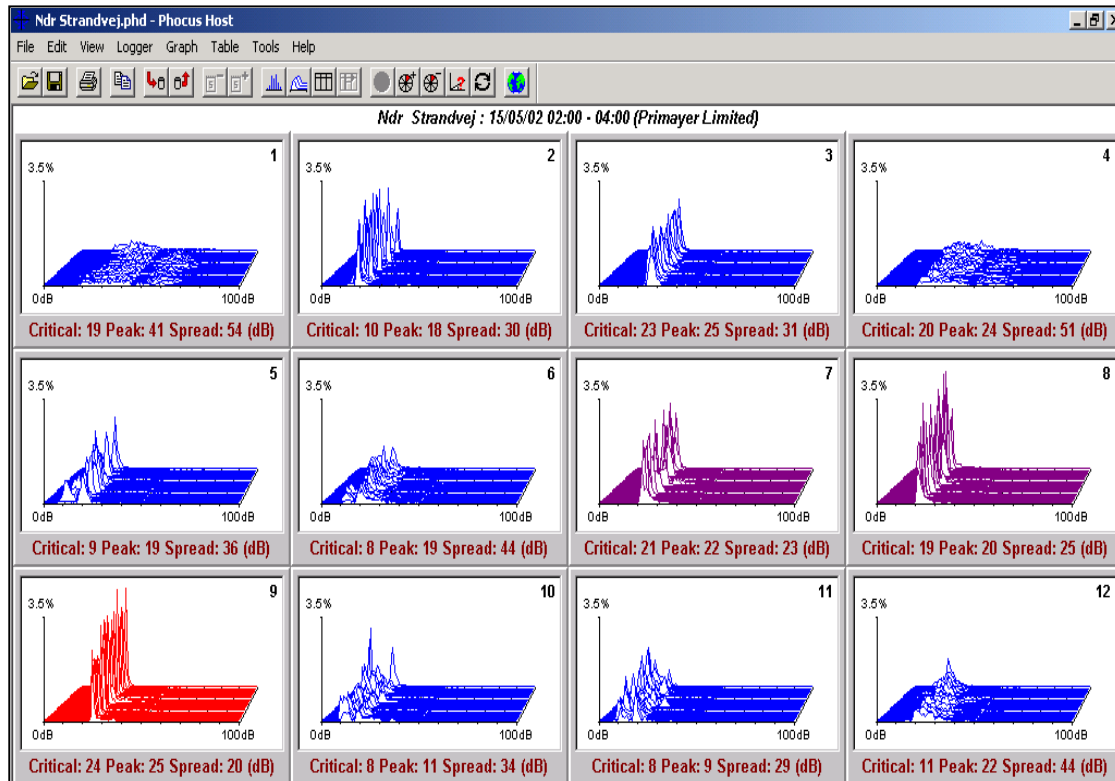 Ndr Strandvej.phd - Phocus Host
File Edit View Logger Graph Table Tools Help
Ndr Strandvej : 15/05/02 02:00 - 04:00 (Primayer Limited)
1
3.5%
0dB 100dB
Critical: 19 Peak: 41 Spread: 54 (dB)
2
3.5%
0dB 100dB
Critical: 10 Peak: 18 Spread: 30 (dB)
3
3.5%
0dB 100dB
Critical: 23 Peak: 25 Spread: 31 (dB)
4
3.5%
0dB 100dB
Critical: 20 Peak: 24 Spread: 51 (dB)
5
3.5%
0dB 100dB
Critical: 9 Peak: 19 Spread: 36 (dB)
6
3.5%
0dB 100dB
Critical: 8 Peak: 19 Spread: 44 (dB)
7
3.5%
0dB 100dB
Critical: 21 Peak: 22 Spread: 23 (dB)
8
3.5%
0dB 100dB
Critical: 19 Peak: 20 Spread: 25 (dB)
9
3.5%
0dB 100dB
Critical: 24 Peak: 25 Spread: 20 (dB)
10
3.5%
0dB 100dB
Critical: 8 Peak: 11 Spread: 34 (dB)
11
3.5%
0dB 100dB
Critical: 8 Peak: 9 Spread: 29 (dB)
12
3.5%
0dB 100dB
Critical: 11 Peak: 22 Spread: 44 (dB)